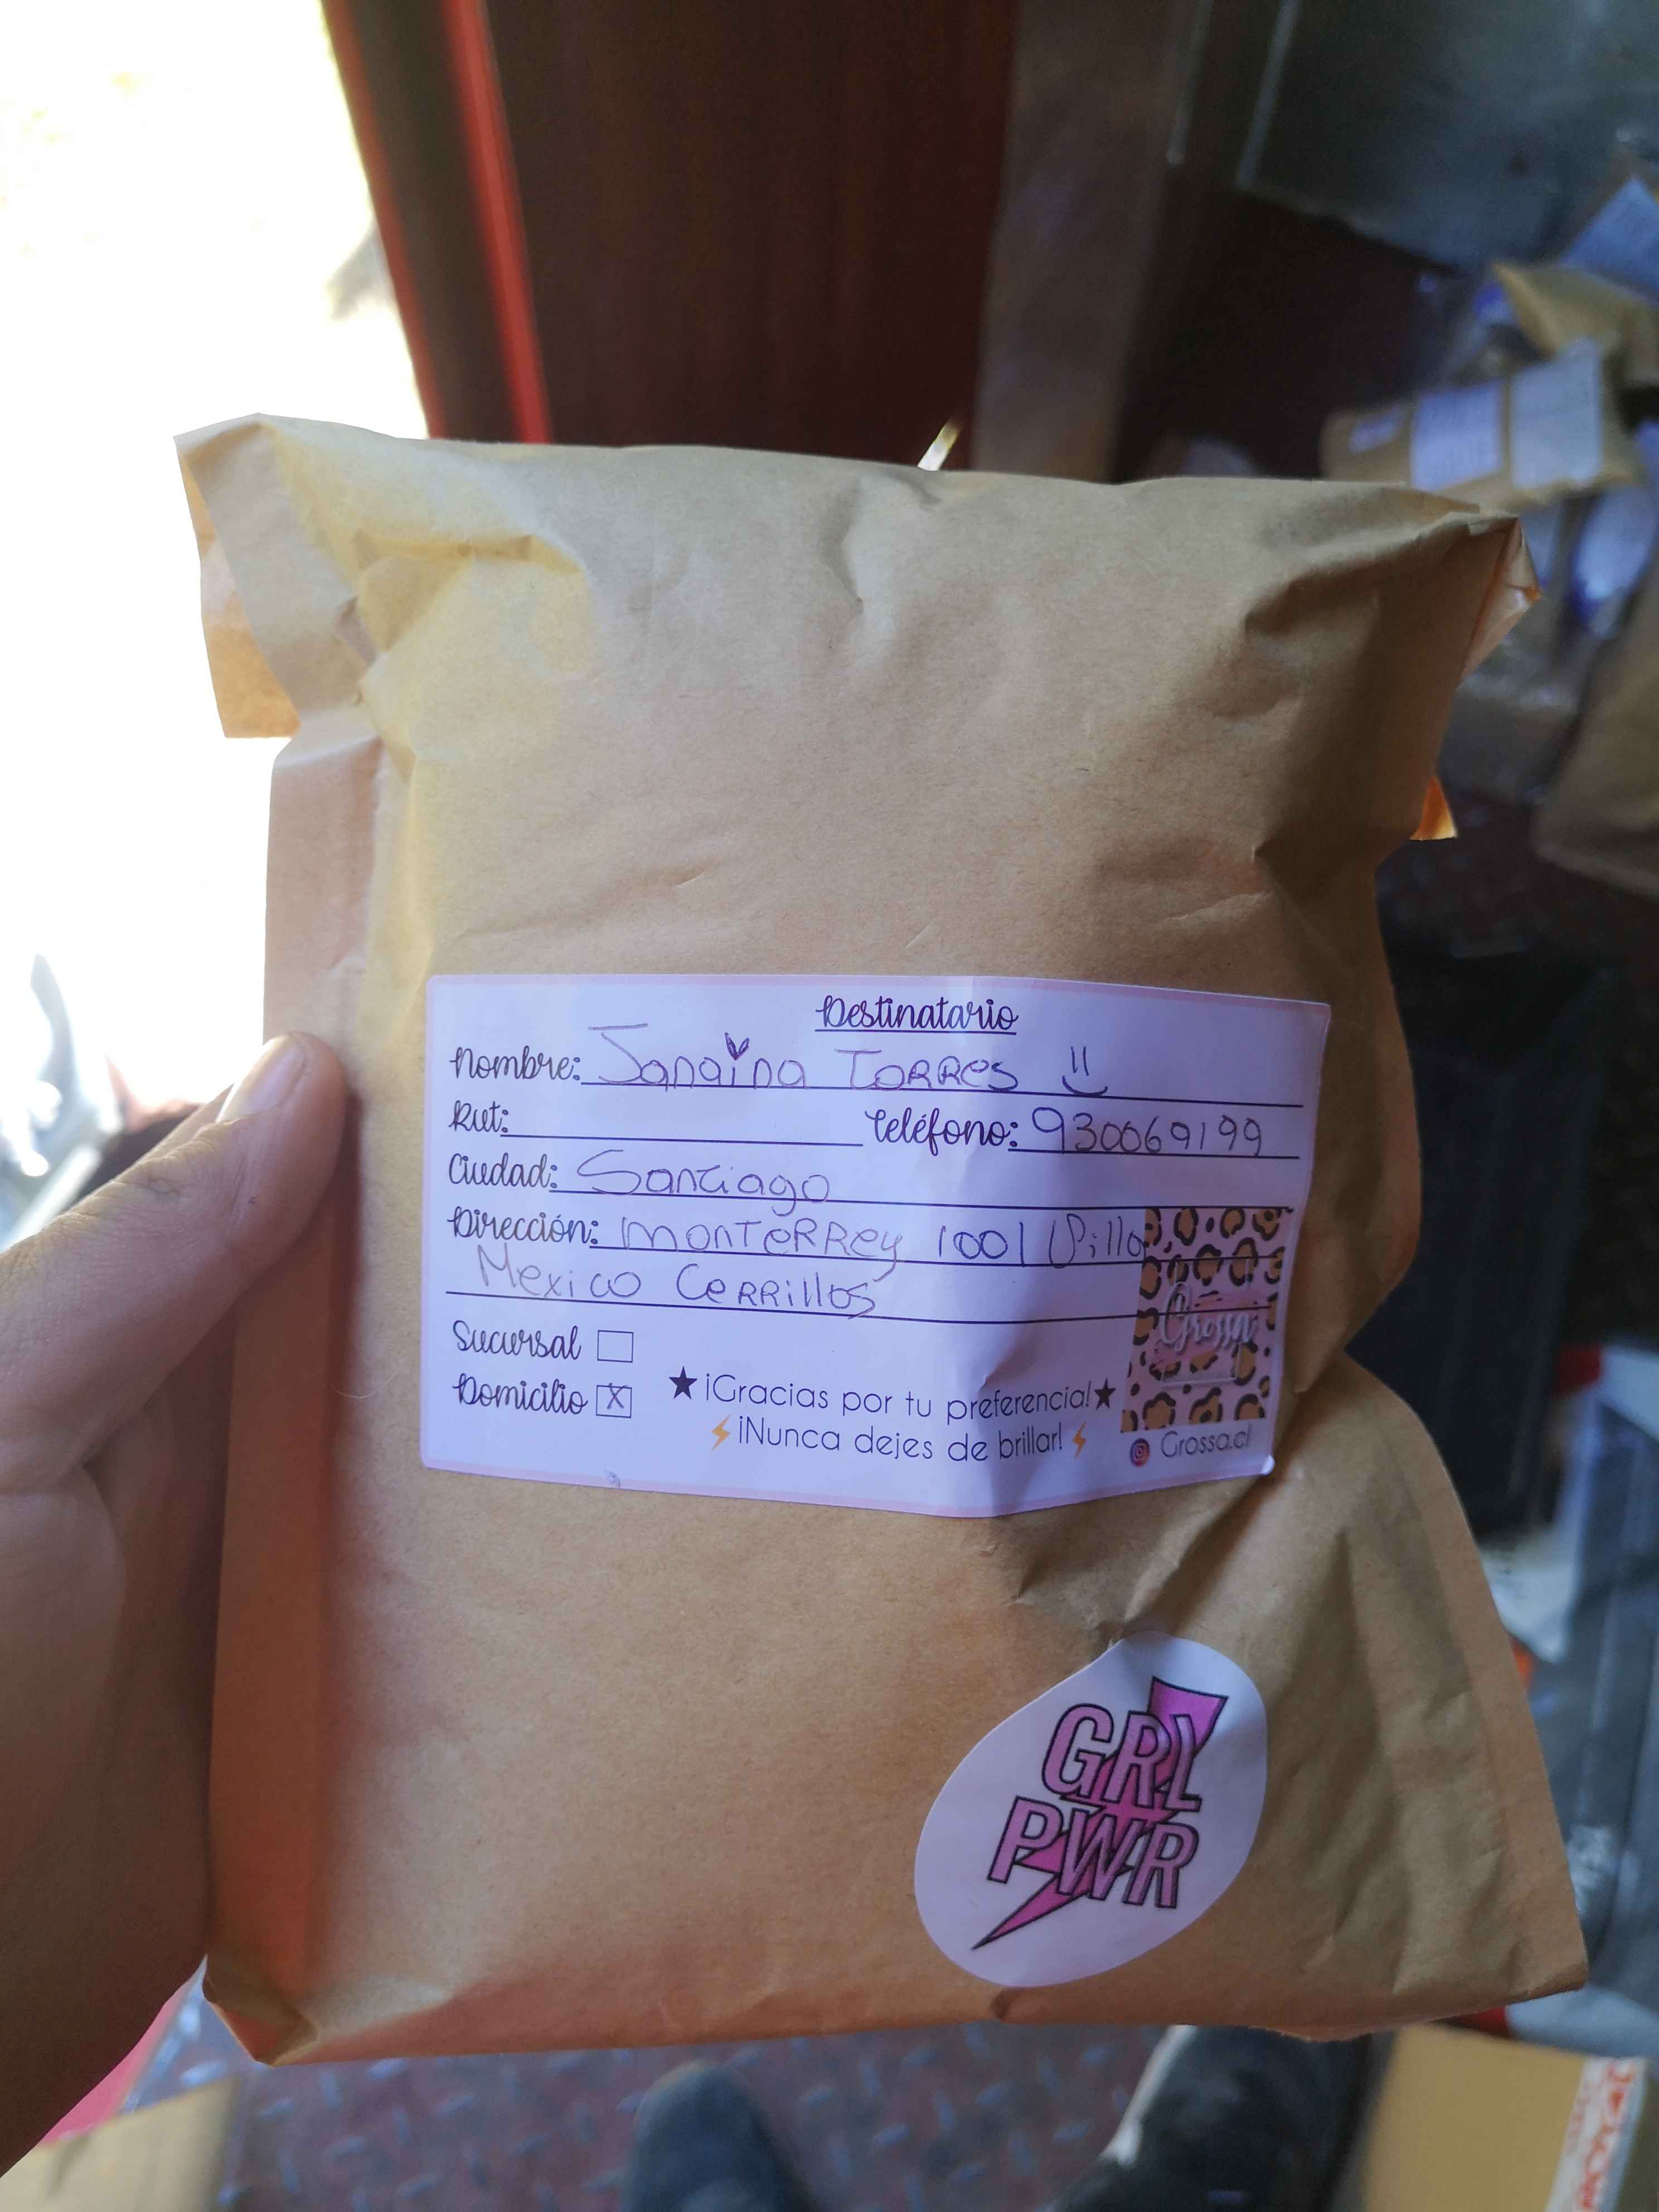 Destinatario
Nombre: Janaina TORRES
Rut: Teléfono: 930069199
Ciudad: Santiago
Dirección: MONTERREY 1001 Villa
Mexico CERRillos
Sucursal
Domicilio X
★ ¡Gracias por tu preferencia! ★
⚡ ¡Nunca dejes de brillar! ⚡
Grossa
Grossa.cl
GRL
PWR